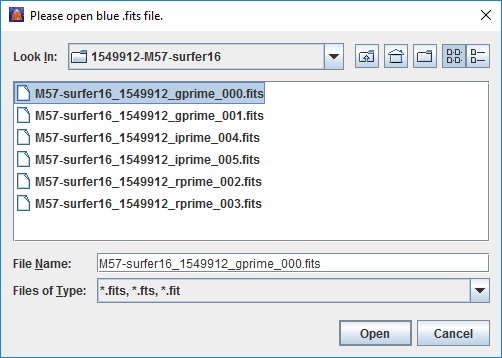 Please open blue .fits file.
Look In: 1549912-M57-surfer16
M57-surfer16_1549912_gprime_000.fits
M57-surfer16_1549912_gprime_001.fits
M57-surfer16_1549912_iprime_004.fits
M57-surfer16_1549912_iprime_005.fits
M57-surfer16_1549912_rprime_002.fits
M57-surfer16_1549912_rprime_003.fits
File Name: M57-surfer16_1549912_gprime_000.fits
Files of Type: *.fits, *.fts, *.fit
Open Cancel